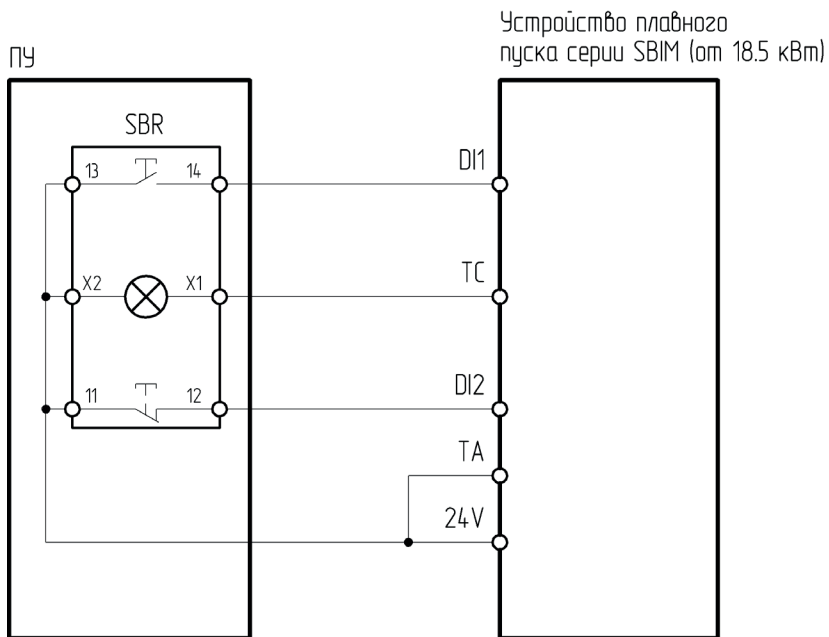 Устройство плавного
пуска серии SBIM (от 18.5 кВт)
ПУ
SBR
13
14
DI1
X2
X1
TC
11
12
DI2
TA
24V